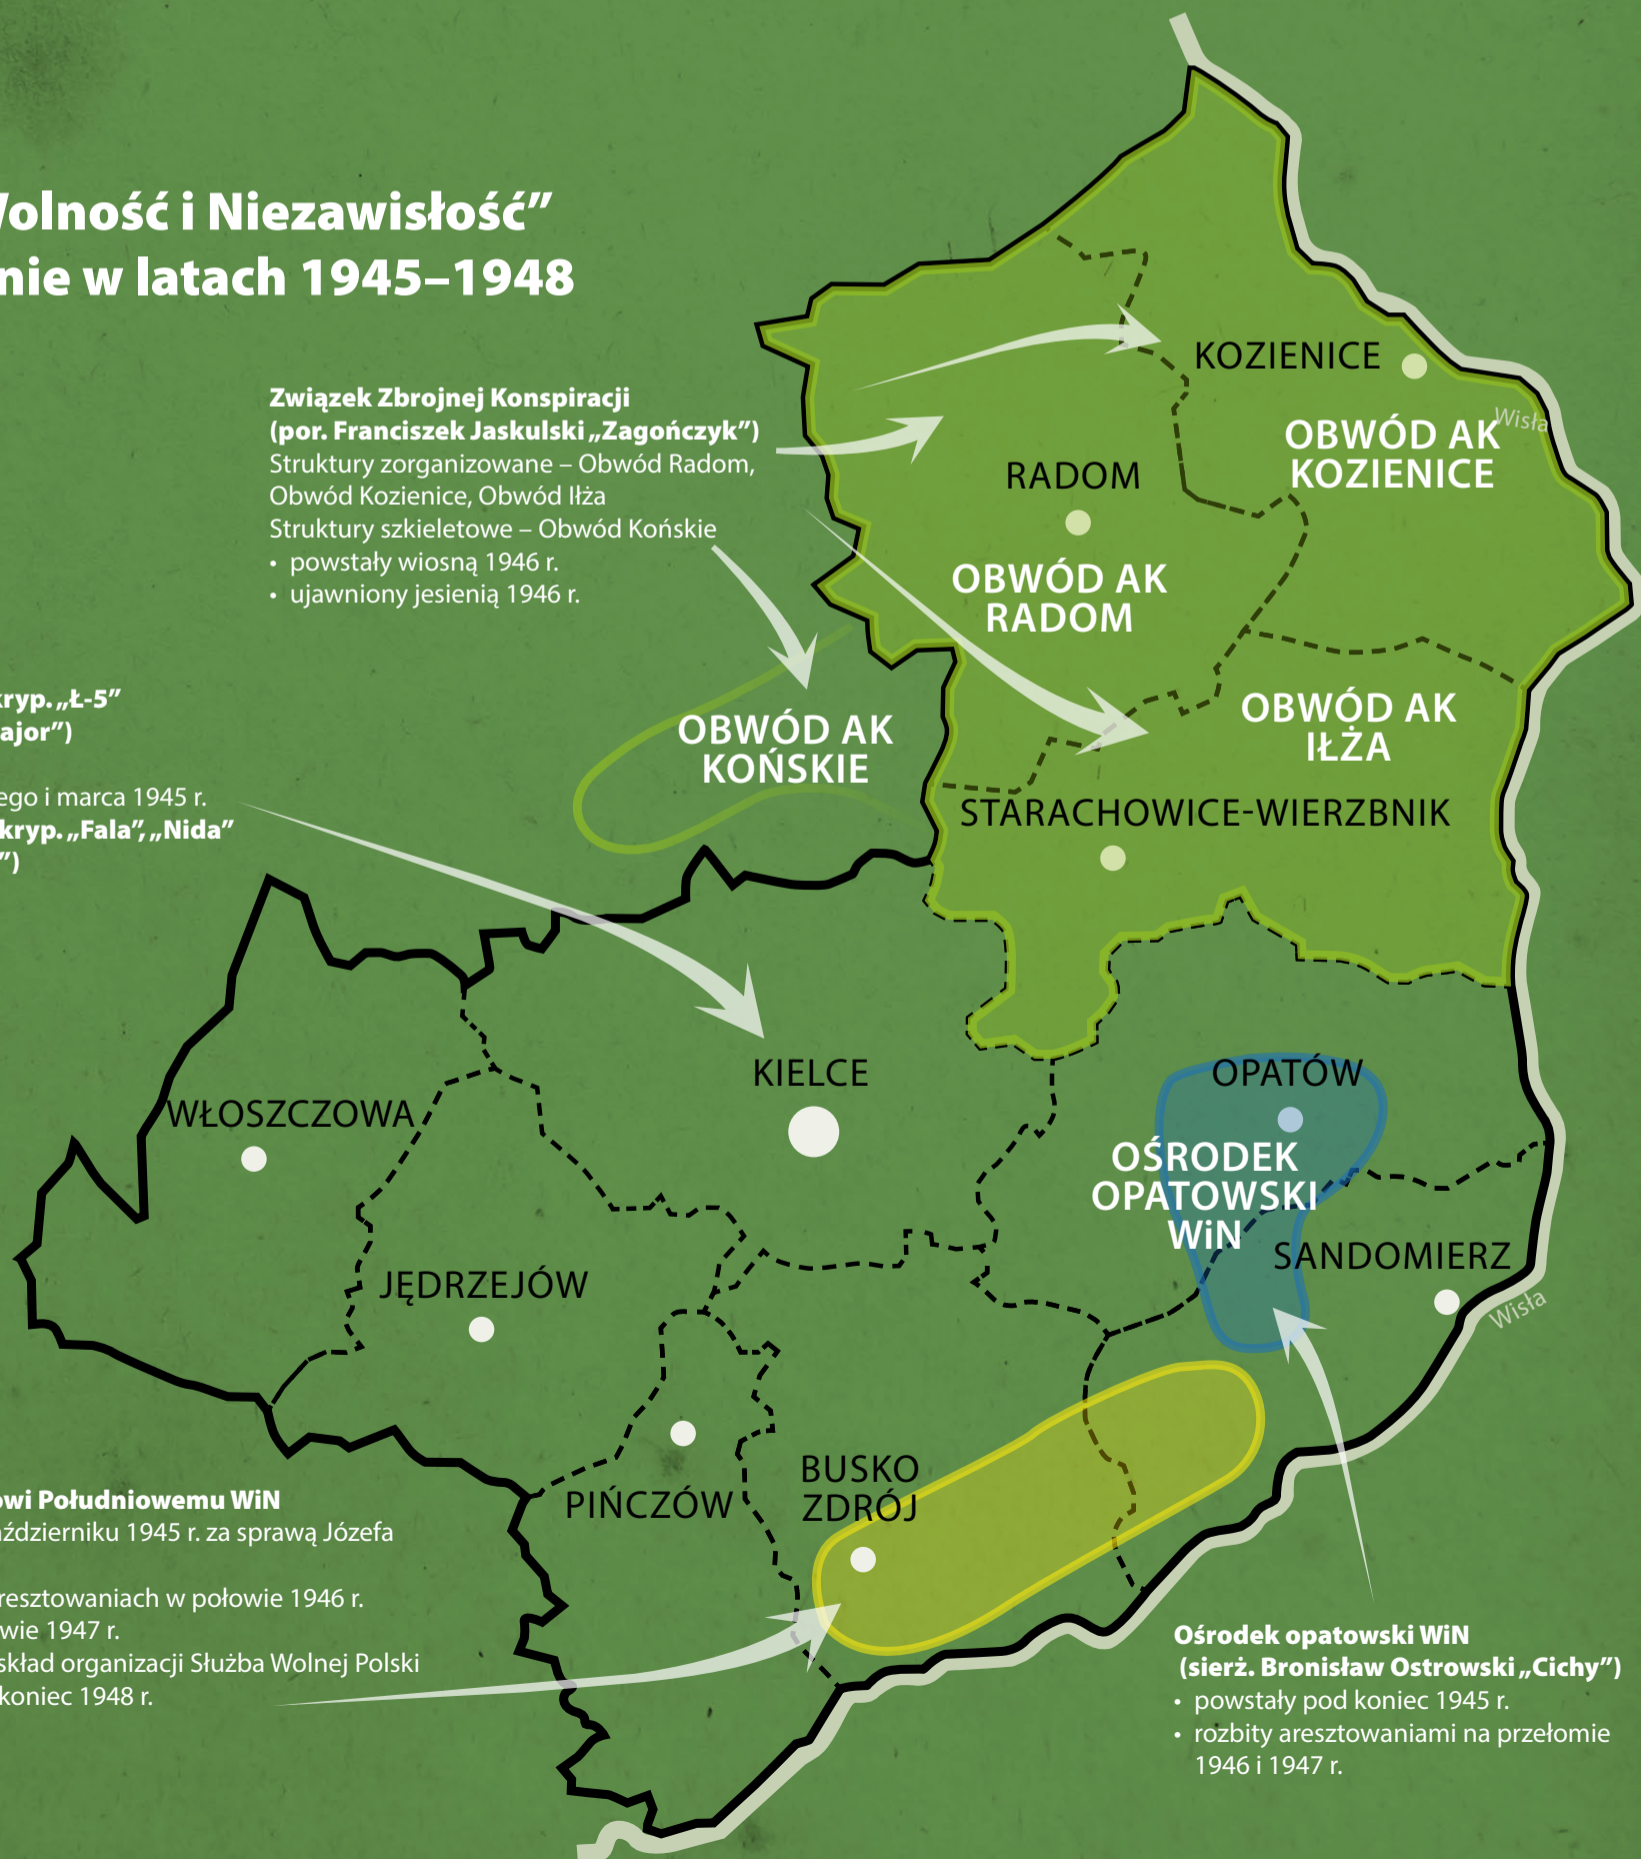 Wolność i Niezawisłość”
nie w latach 1945–1948
Związek Zbrojnej Konspiracji
(por. Franciszek Jaskulski „Zagończyk”)
Struktury zorganizowane – Obwód Radom,
Obwód Kozienice, Obwód Iłża
Struktury szkieletowe – Obwód Końskie
• powstały wiosną 1946 r.
• ujawniony jesienią 1946 r.
kryp. „Ł-5”
ajor”)
ego i marca 1945 r.
kryp. „Fala”, „Nida”
”)
KOZIENICE
Wisła
OBWÓD AK
KOZIENICE
RADOM
OBWÓD AK
RADOM
OBWÓD AK
IŁŻA
OBWÓD AK
KOŃSKIE
STARACHOWICE-WIERZBNIK
KIELCE
OPATÓW
WŁOSZCZOWA
OŚRODEK
OPATOWSKI
WiN
SANDOMIERZ
JĘDRZEJÓW
Wisła
BUSKO
ZDRÓJ
PIŃCZÓW
owi Południowemu WiN
aździerniku 1945 r. za sprawą Józefa
resztowaniach w połowie 1946 r.
wie 1947 r.
skład organizacji Służba Wolnej Polski
koniec 1948 r.
Ośrodek opatowski WiN
(sierż. Bronisław Ostrowski „Cichy”)
• powstały pod koniec 1945 r.
• rozbity aresztowaniami na przełomie
1946 i 1947 r.